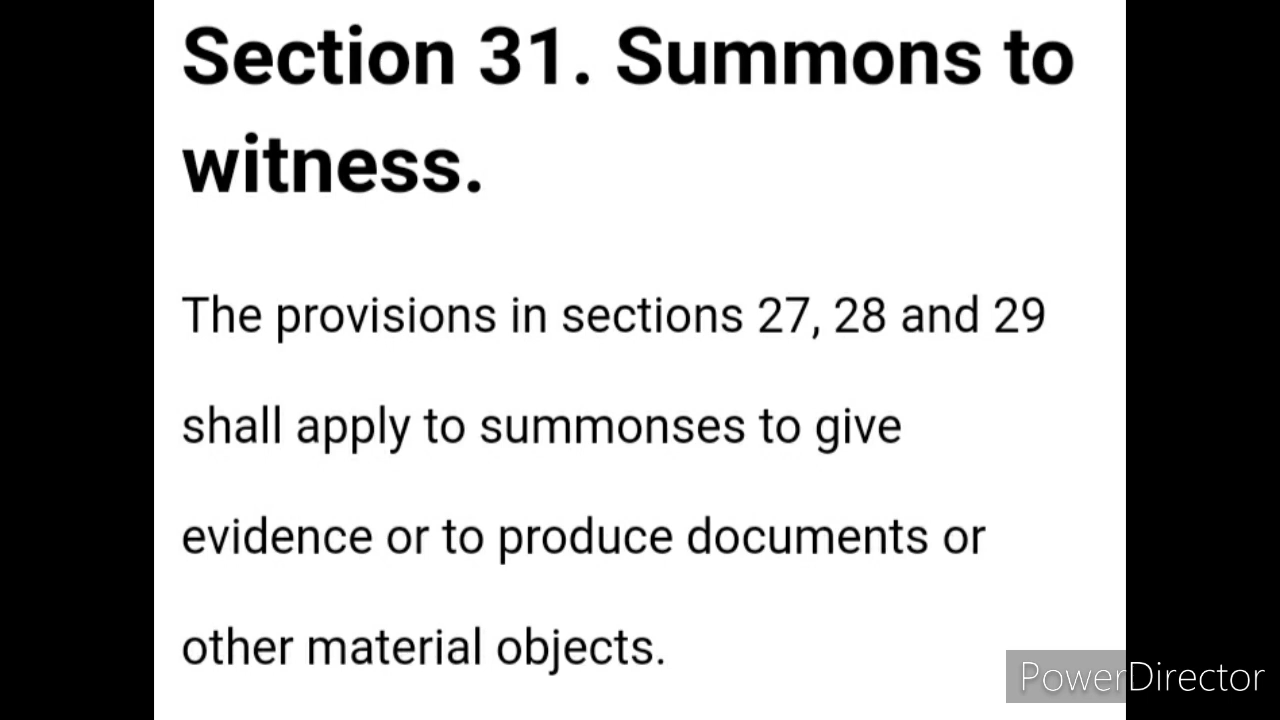 Section 31. Summons to
witness.
The provisions in sections 27, 28 and 29
shall apply to summonses to give
evidence or to produce documents or
other material objects.
PowerDirector